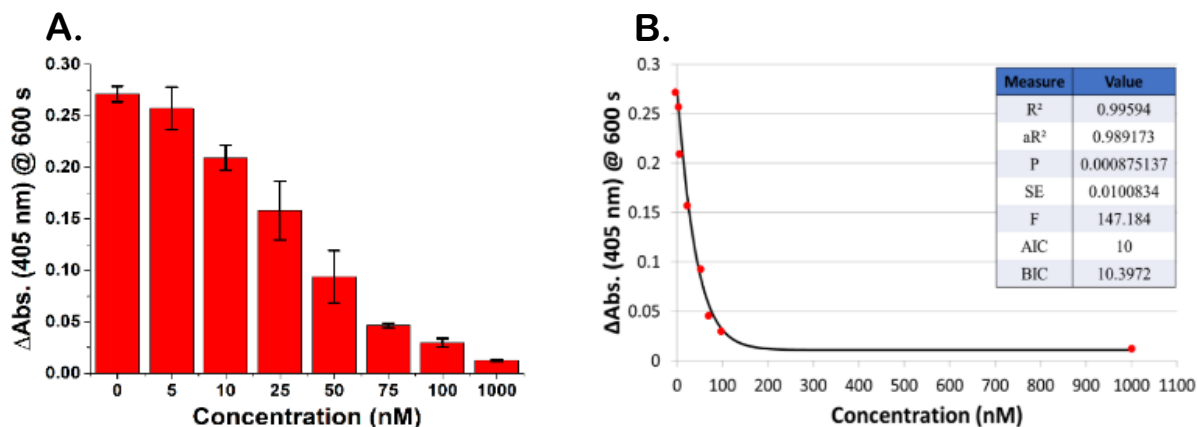 A.
ΔAbs. (405 nm) @ 600 s
0.30
0.25
0.20
0.15
0.10
0.05
0.00
0 5 10 25 50 75 100 1000
Concentration (nM)
B.
ΔAbs. (405 nm) @ 600 s
0.3
0.25
0.2
0.15
0.1
0.05
0
0 100 200 300 400 500 600 700 800 900 1000 1100
Concentration (nM)
Measure Value
R² 0.99594
aR² 0.989173
P 0.000875137
SE 0.0100834
F 147.184
AIC 10
BIC 10.3972